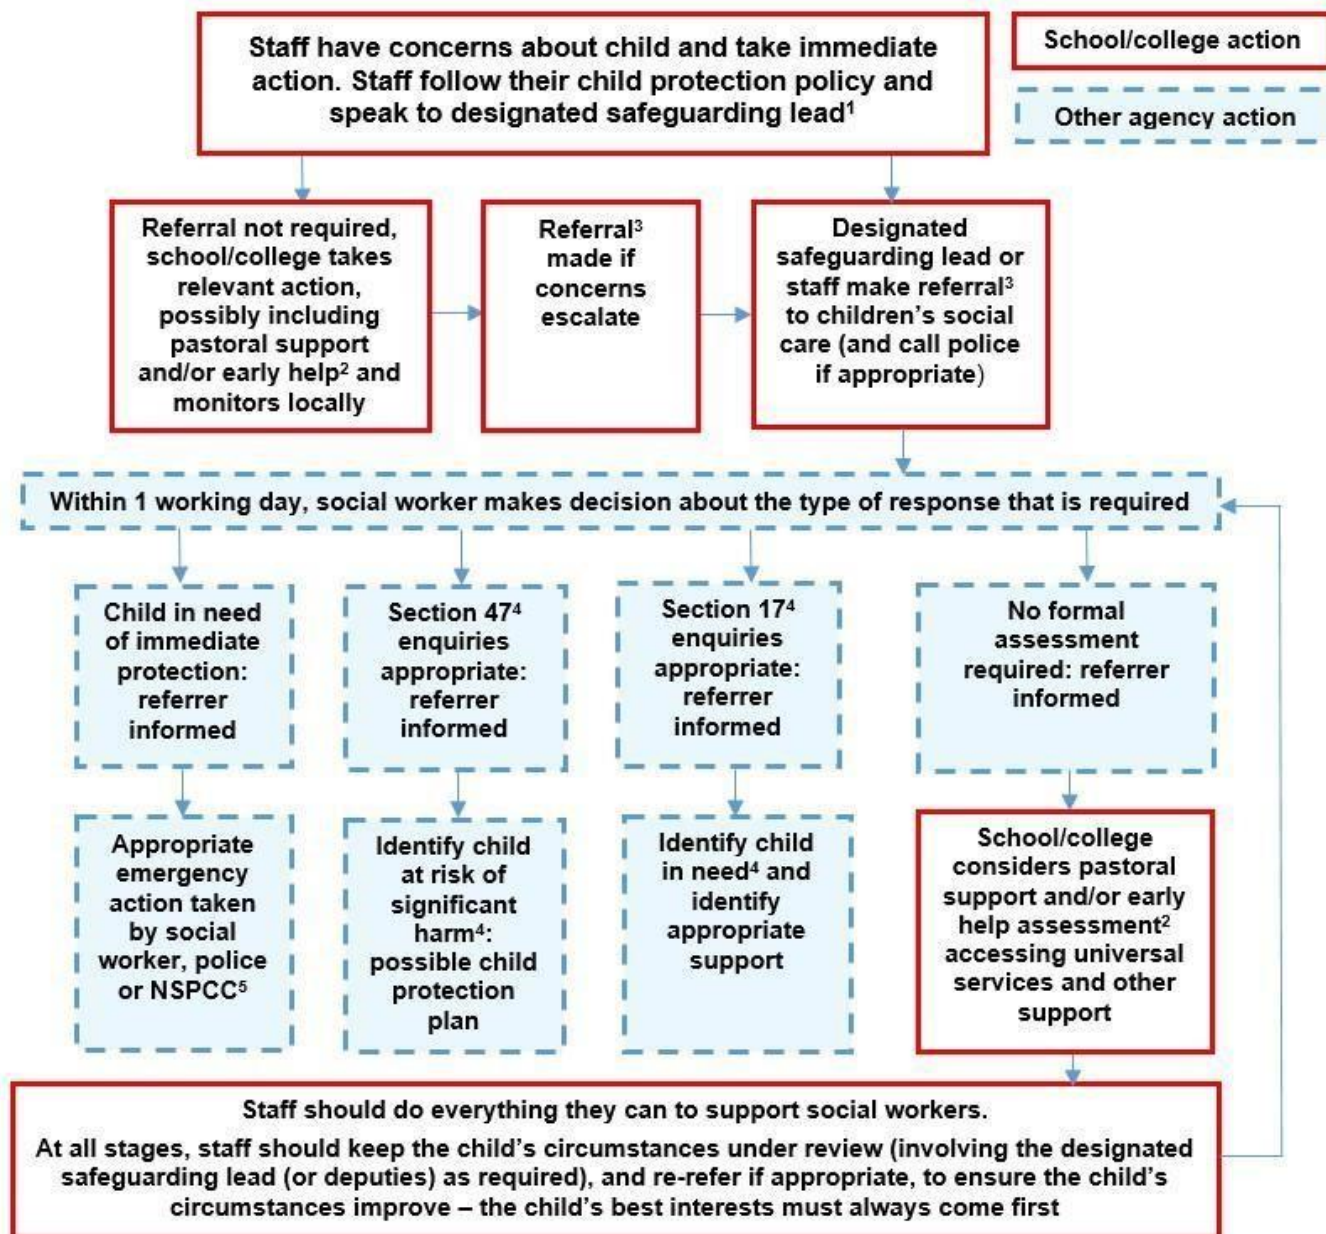 Staff have concerns about child and take immediate
action. Staff follow their child protection policy and
speak to designated safeguarding lead¹
School/college action
Other agency action
Referral not required,
school/college takes
relevant action,
possibly including
pastoral support
and/or early help² and
monitors locally
Referral³
made if
concerns
escalate
Designated
safeguarding lead or
staff make referral³
to children’s social
care (and call police
if appropriate)
Within 1 working day, social worker makes decision about the type of response that is required
Child in need
of immediate
protection:
referrer
informed
Section 47⁴
enquiries
appropriate:
referrer
informed
Section 17⁴
enquiries
appropriate:
referrer
informed
No formal
assessment
required: referrer
informed
Appropriate
emergency
action taken
by social
worker, police
or NSPCC⁵
Identify child
at risk of
significant
harm⁴:
possible child
protection
plan
Identify child
in need⁴ and
identify
appropriate
support
School/college
considers pastoral
support and/or early
help assessment²
accessing universal
services and other
support
Staff should do everything they can to support social workers.
At all stages, staff should keep the child’s circumstances under review (involving the designated
safeguarding lead (or deputies) as required), and re-refer if appropriate, to ensure the child’s
circumstances improve – the child’s best interests must always come first